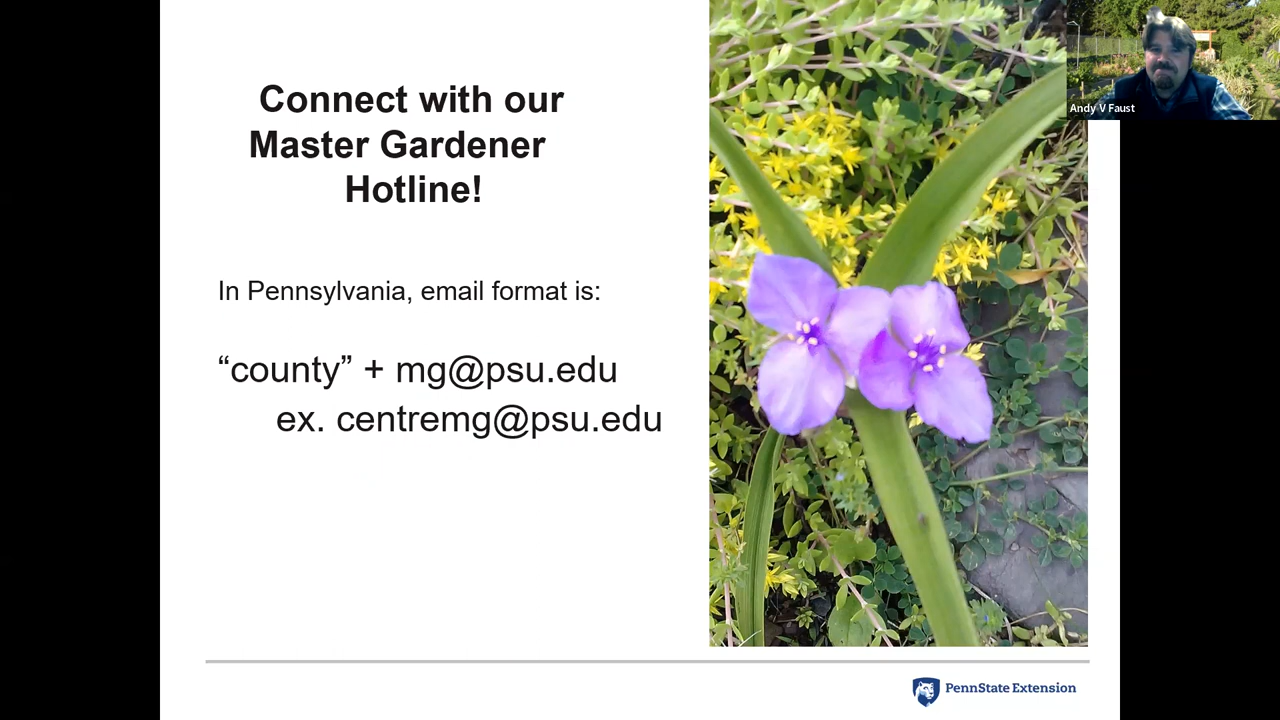 Connect with our
Master Gardener
Hotline!
In Pennsylvania, email format is:
“county” + mg@psu.edu
ex. centremg@psu.edu
Andy V Faust
PennState Extension